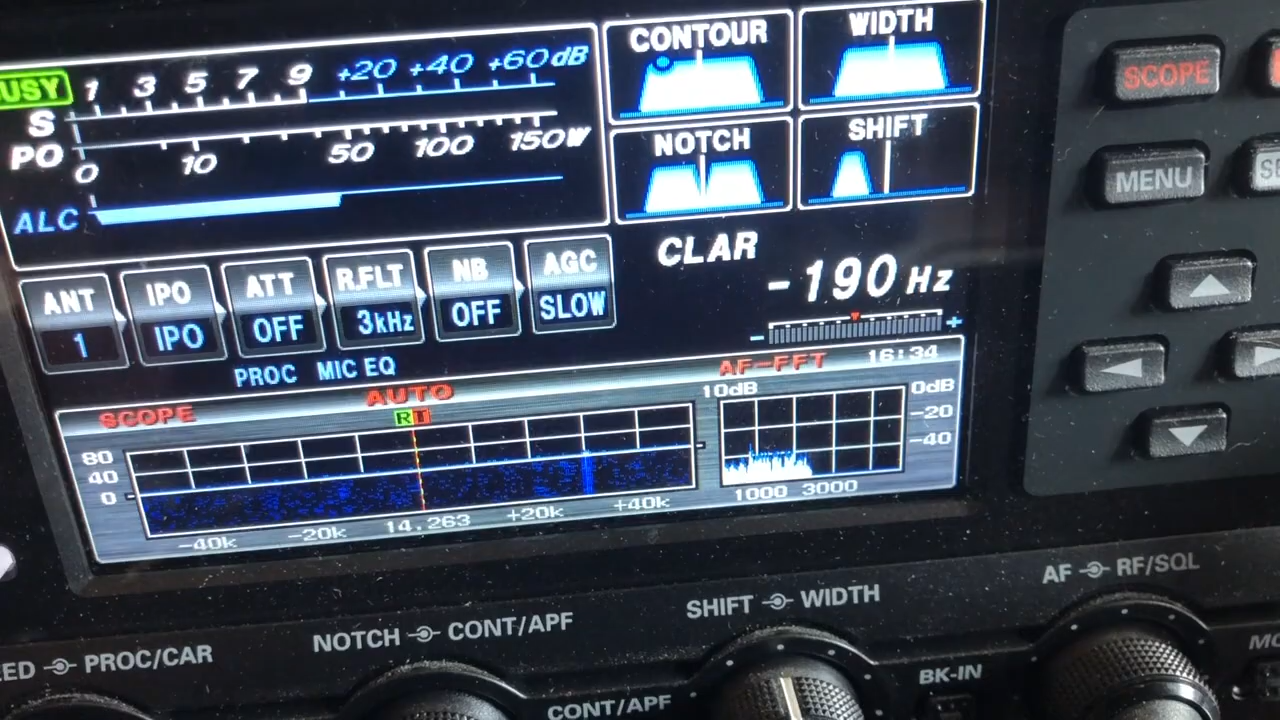 USY 1 3 5 7 9 +20 +40 +60dB
S
PO 0 10 50 100 150W
ALC
CONTOUR WIDTH
NOTCH SHIFT
SCOPE
MENU
CLAR
-190 Hz
- +
ANT IPO ATT R.FLT NB AGC
1 IPO OFF 3kHz OFF SLOW
PROC MIC EQ
SCOPE AUTO AF-FFT 16:34
R T
10dB 0dB
80 -20
40 -40
0
-40k -20k 14.263 +20k +40k 1000 3000
AF RF/SQL
SHIFT WIDTH
NOTCH CONT/APF
EED PROC/CAR
BK-IN
CONT/APF